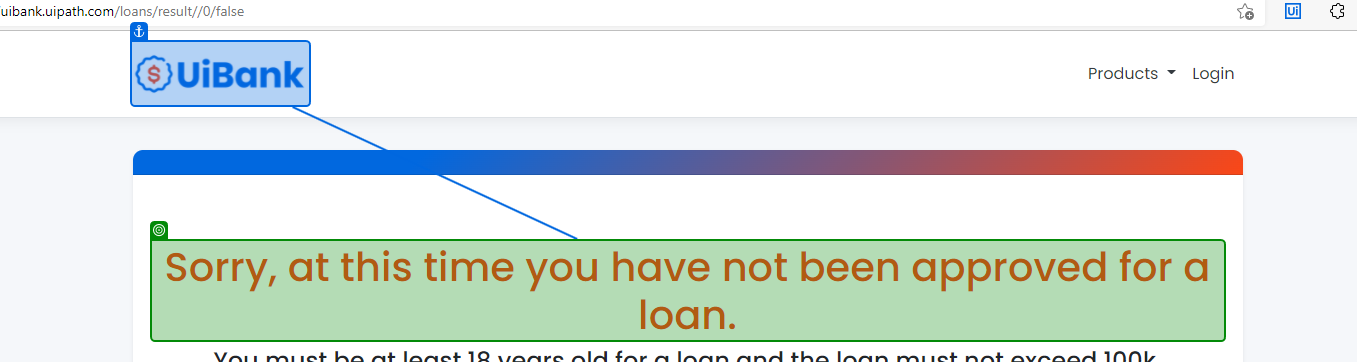 uibank.uipath.com/loans/result//0/false
Ui
$ UiBank
Products Login
Sorry, at this time you have not been approved for a
loan.
You must be at least 18 years old for a loan and the loan must not exceed 100k